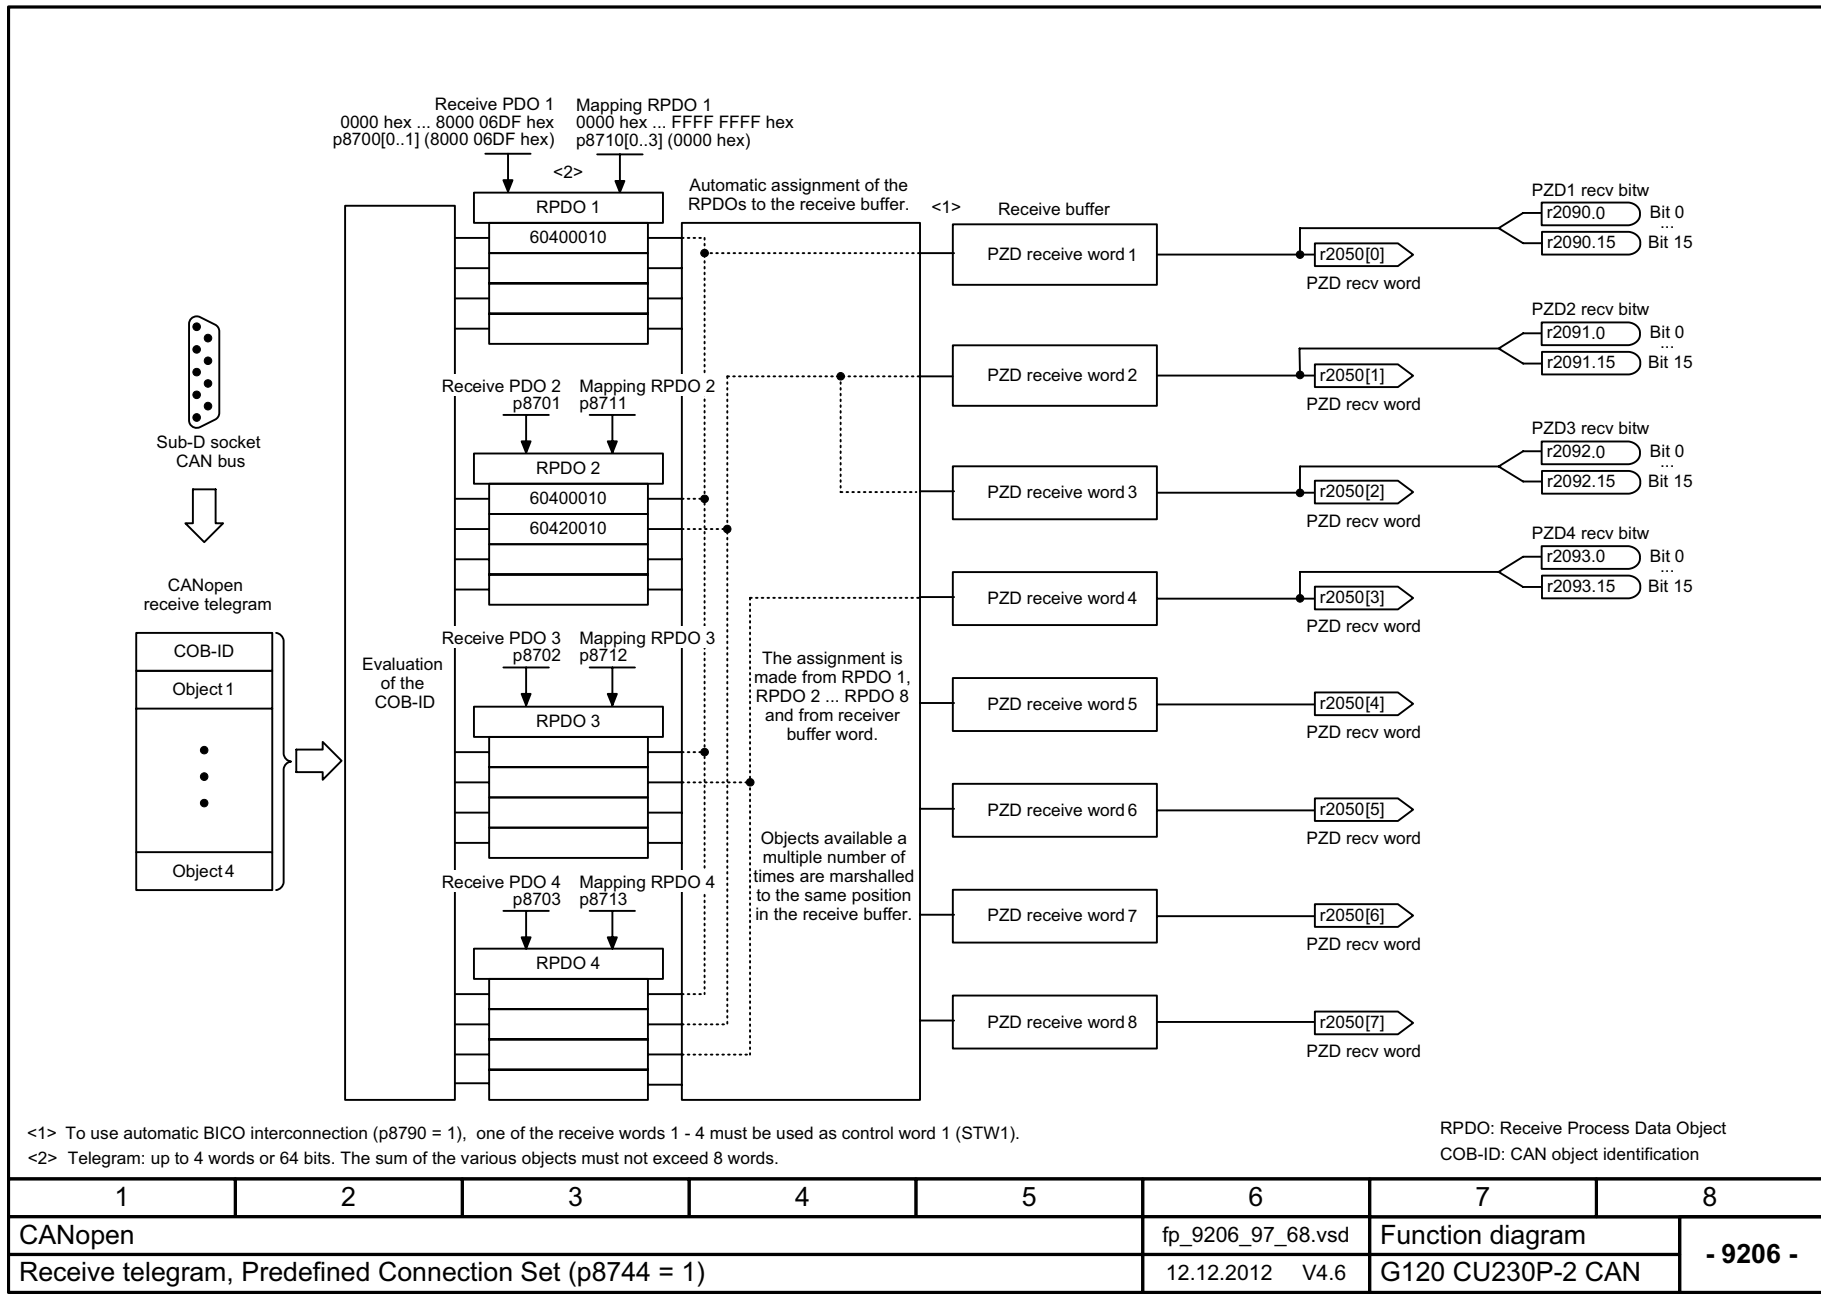 Receive PDO 1
0000 hex ... 8000 06DF hex
p8700[0..1] (8000 06DF hex)
Mapping RPDO 1
0000 hex ... FFFF FFFF hex
p8710[0..3] (0000 hex)
<2>
RPDO 1
60400010
Automatic assignment of the
RPDOs to the receive buffer.
<1>
Receive buffer
PZD receive word 1
r2050[0]
PZD recv word
PZD1 recv bitw
r2090.0
Bit 0
...
r2090.15
Bit 15
Sub-D socket
CAN bus
CANopen
receive telegram
COB-ID
Object 1
Object 4
Evaluation
of the
COB-ID
Receive PDO 2
p8701
Mapping RPDO 2
p8711
RPDO 2
60400010
60420010
PZD receive word 2
r2050[1]
PZD recv word
PZD2 recv bitw
r2091.0
Bit 0
...
r2091.15
Bit 15
PZD receive word 3
r2050[2]
PZD recv word
PZD3 recv bitw
r2092.0
Bit 0
...
r2092.15
Bit 15
PZD receive word 4
r2050[3]
PZD recv word
PZD4 recv bitw
r2093.0
Bit 0
...
r2093.15
Bit 15
Receive PDO 3
p8702
Mapping RPDO 3
p8712
RPDO 3
The assignment is
made from RPDO 1,
RPDO 2 ... RPDO 8
and from receiver
buffer word.
PZD receive word 5
r2050[4]
PZD recv word
PZD receive word 6
r2050[5]
PZD recv word
Objects available a
multiple number of
times are marshalled
to the same position
in the receive buffer.
Receive PDO 4
p8703
Mapping RPDO 4
p8713
RPDO 4
PZD receive word 7
r2050[6]
PZD recv word
PZD receive word 8
r2050[7]
PZD recv word
<1> To use automatic BICO interconnection (p8790 = 1), one of the receive words 1 - 4 must be used as control word 1 (STW1).
<2> Telegram: up to 4 words or 64 bits. The sum of the various objects must not exceed 8 words.
RPDO: Receive Process Data Object
COB-ID: CAN object identification
1 2 3 4 5 6 7 8
CANopen
fp_9206_97_68.vsd
Function diagram
- 9206 -
Receive telegram, Predefined Connection Set (p8744 = 1)
12.12.2012 V4.6
G120 CU230P-2 CAN